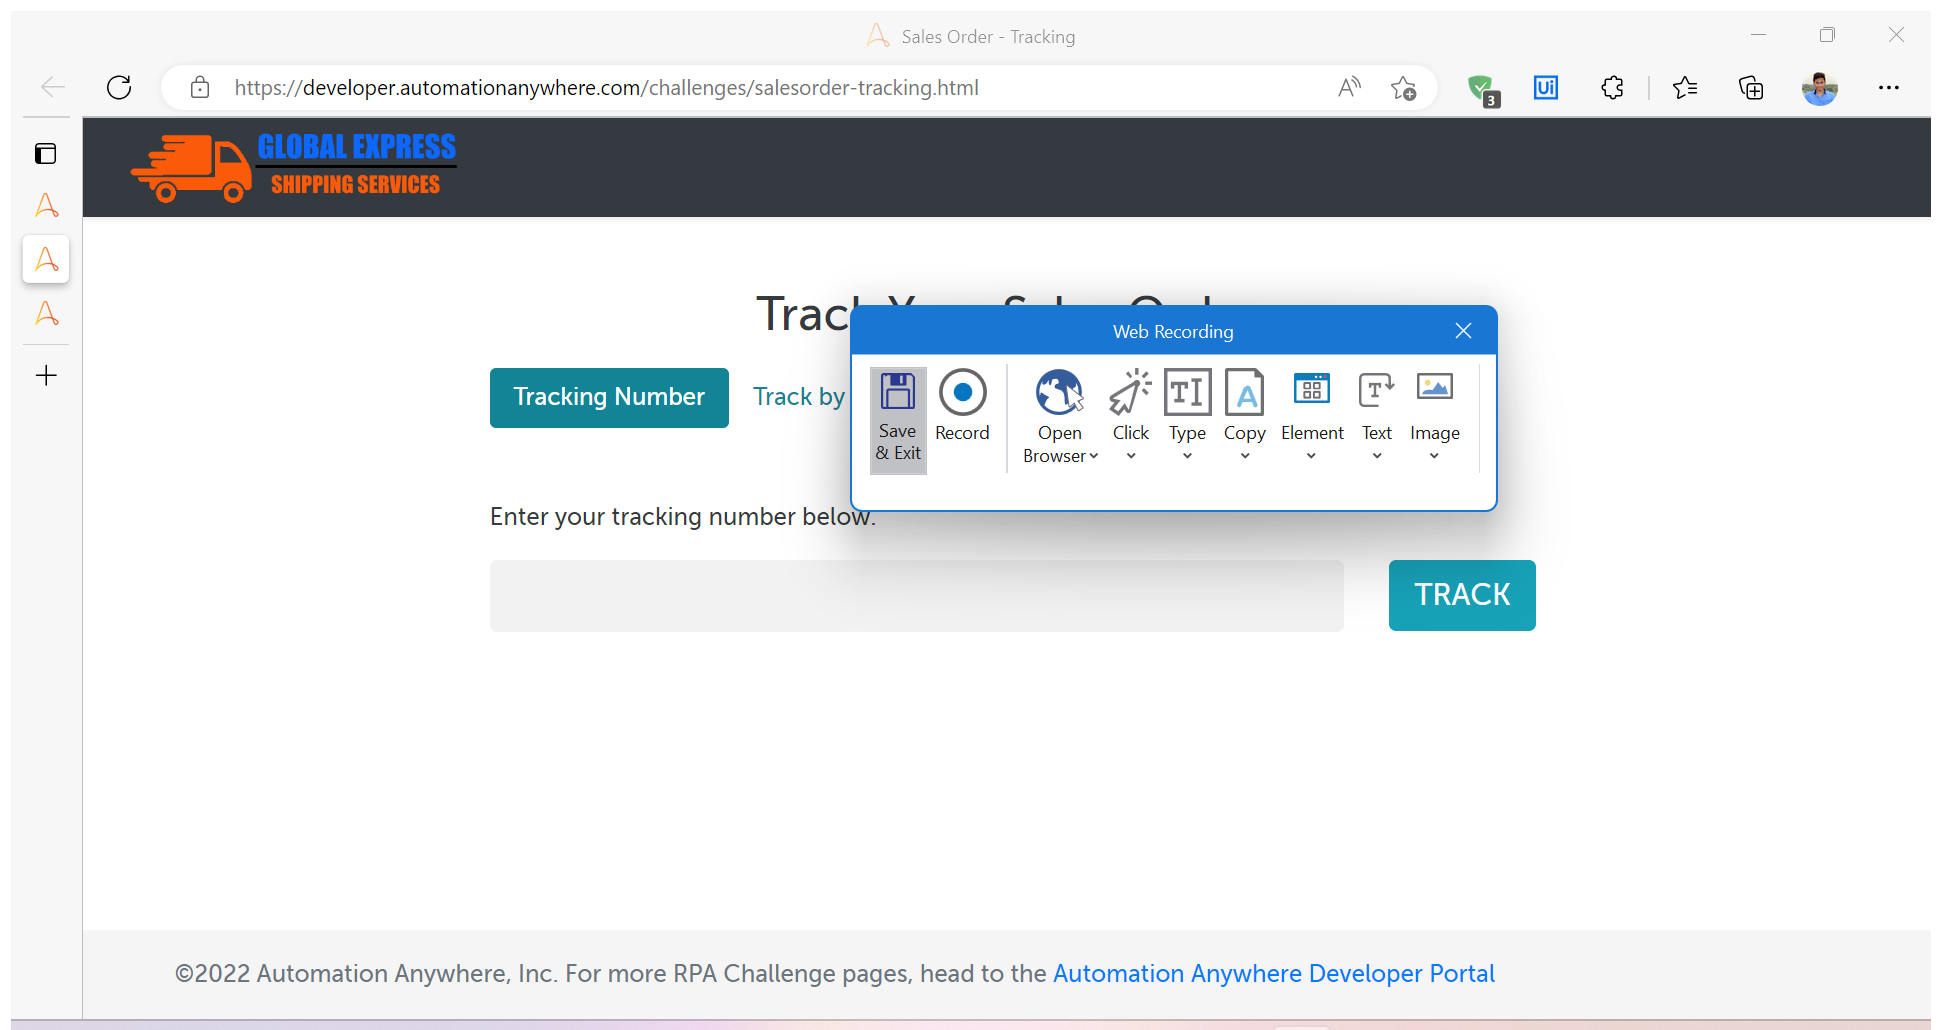 Sales Order - Tracking
https://developer.automationanywhere.com/challenges/salesorder-tracking.html
3
Ui
GLOBAL EXPRESS
SHIPPING SERVICES
Web Recording
Tracking Number
Track by
Save & Exit
Record
Open Browser
Click
Type
Copy
Element
Text
Image
Enter your tracking number below.
TRACK
©2022 Automation Anywhere, Inc. For more RPA Challenge pages, head to the Automation Anywhere Developer Portal